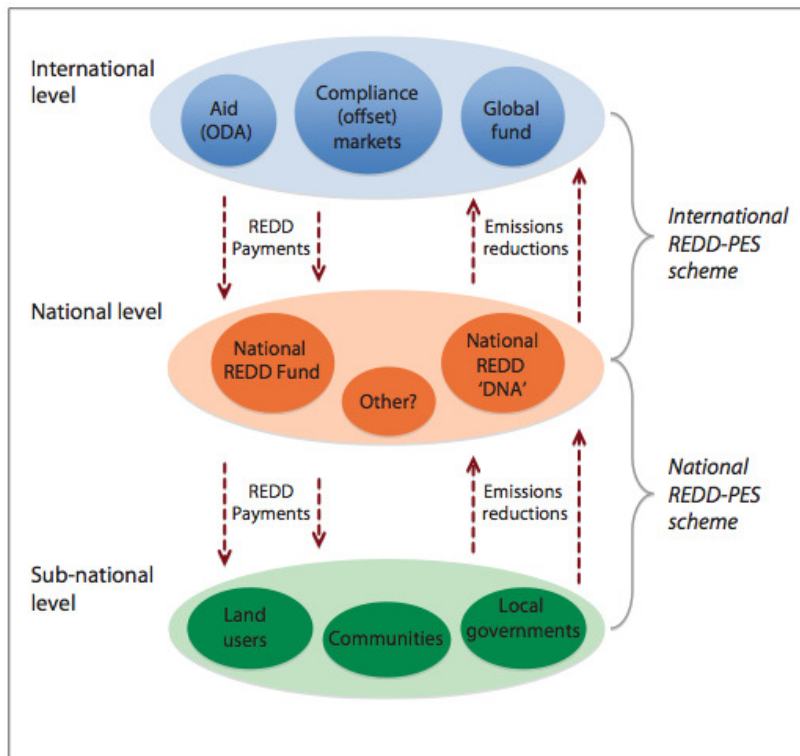 International
level
Aid
(ODA)
Compliance
(offset)
markets
Global
fund
REDD
Payments
Emissions
reductions
International
REDD-PES
scheme
National level
National
REDD Fund
Other?
National
REDD
‘DNA’
REDD
Payments
Emissions
reductions
National
REDD-PES
scheme
Sub-national
level
Land
users
Communities
Local
governments